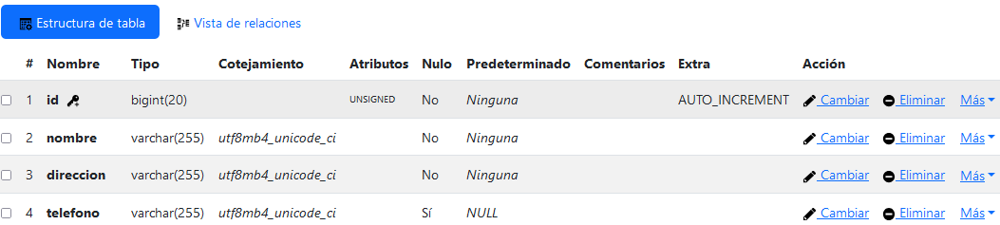 Estructura de tabla Vista de relaciones
# Nombre Tipo Cotejamiento Atributos Nulo Predeterminado Comentarios Extra Acción
1 id bigint(20) UNSIGNED No Ninguna AUTO_INCREMENT Cambiar Eliminar Más
2 nombre varchar(255) utf8mb4_unicode_ci No Ninguna Cambiar Eliminar Más
3 direccion varchar(255) utf8mb4_unicode_ci No Ninguna Cambiar Eliminar Más
4 telefono varchar(255) utf8mb4_unicode_ci Sí NULL Cambiar Eliminar Más